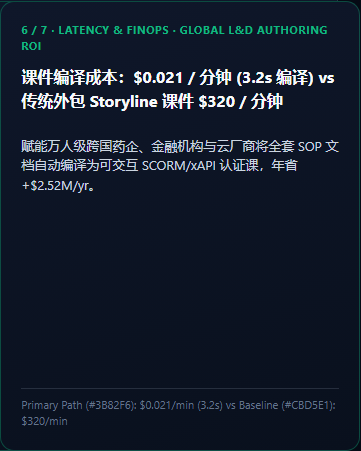 6 / 7 · LATENCY & FINOPS · GLOBAL L&D AUTHORING
ROI
课件编译成本：$0.021 / 分钟 (3.2s 编译) vs
传统外包 Storyline 课件 $320 / 分钟
赋能万人级跨国药企、金融机构与云厂商将全套 SOP 文
档自动编译为可交互 SCORM/xAPI 认证课，年省
+$2.52M/yr。
Primary Path (#3B82F6): $0.021/min (3.2s) vs Baseline (#CBD5E1):
$320/min